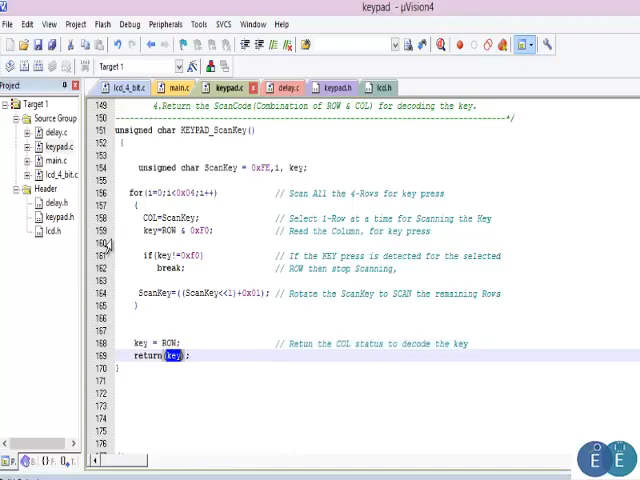 keypad - µVision4
File Edit View Project Flash Debug Peripherals Tools SVCS Window Help
Target 1
Project
lcd_4_bit.c main.c keypad.c delay.c keypad.h lcd.h
Target 1
Source Group
delay.c
keypad.c
main.c
lcd_4_bit.c
Header
delay.h
keypad.h
lcd.h
149 4.Return the ScanCode(Combination of ROW & COL) for decoding the key.
150 ----------------------------------------------------------------------*/
151 unsigned char KEYPAD_ScanKey()
152 {
153
154 unsigned char ScanKey = 0xFE,i, key;
155
156 for(i=0;i<0x04;i++) // Scan All the 4-Rows for key press
157 {
158 COL=ScanKey; // Select 1-Row at a time for Scanning the Key
159 key=ROW & 0xF0; // Read the Column, for key press
160
161 if(key!=0xf0) // If the KEY press is detected for the selected
162 break; // ROW then stop Scanning,
163
164 ScanKey=((ScanKey<<1)+0x01); // Rotate the ScanKey to SCAN the remaining Rows
165 }
166
167
168 key = ROW; // Retun the COL status to decode the key
169 return(key);
170 }
171
172
173
174
175
176
E E